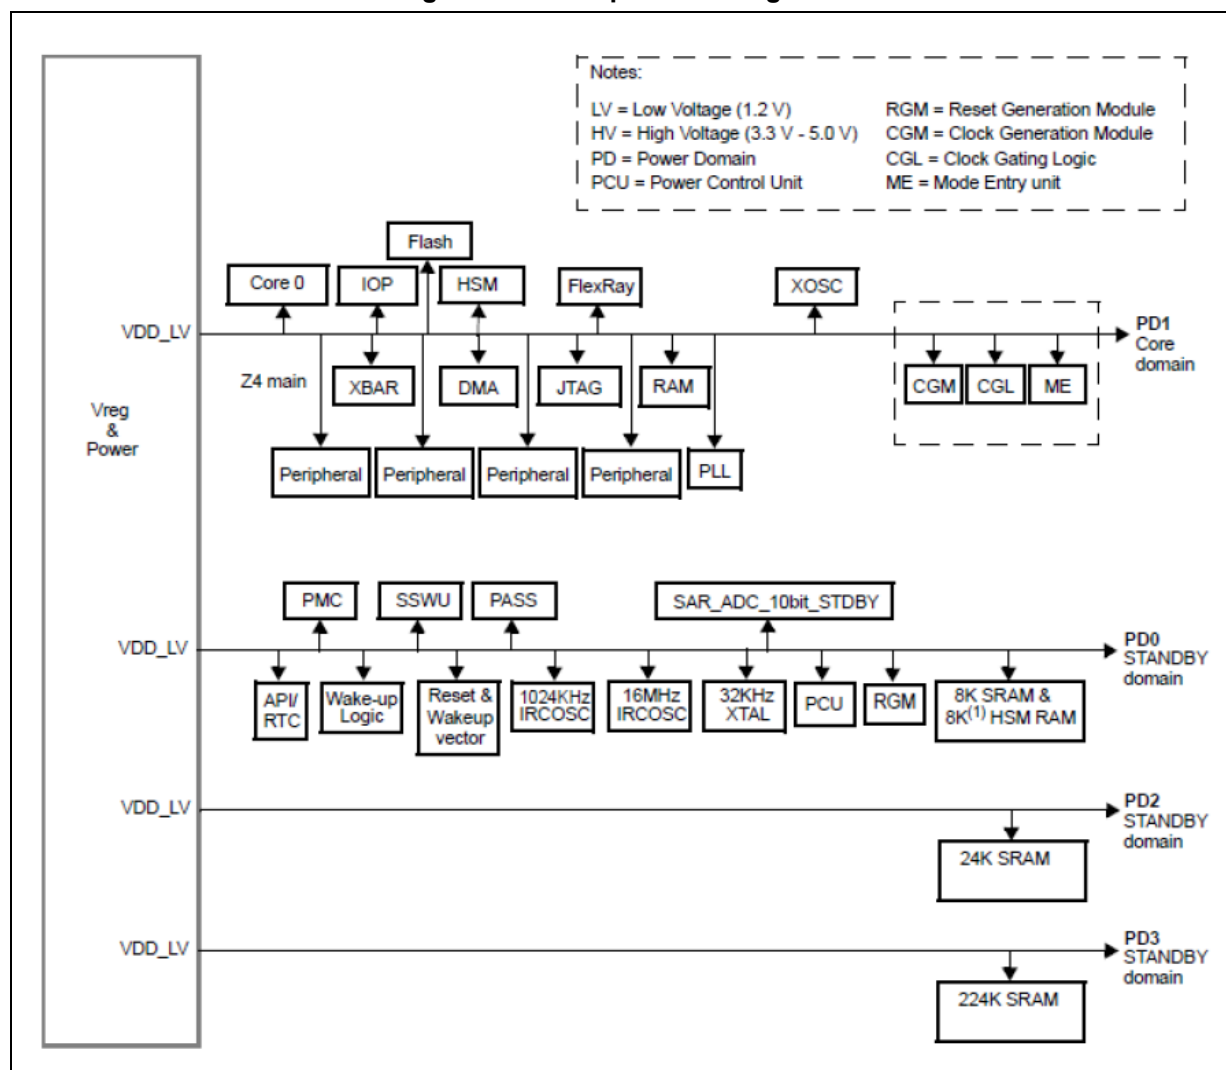 Notes:
LV = Low Voltage (1.2 V)
HV = High Voltage (3.3 V - 5.0 V)
PD = Power Domain
PCU = Power Control Unit
RGM = Reset Generation Module
CGM = Clock Generation Module
CGL = Clock Gating Logic
ME = Mode Entry unit
Vreg
&
Power
VDD_LV
Flash
Core 0
IOP
HSM
FlexRay
XOSC
Z4 main
XBAR
DMA
JTAG
RAM
CGM
CGL
ME
Peripheral
Peripheral
Peripheral
Peripheral
PLL
PD1
Core
domain
VDD_LV
PMC
SSWU
PASS
SAR_ADC_10bit_STDBY
API/
RTC
Wake-up
Logic
Reset &
Wakeup
vector
1024KHz
IRCOSC
16MHz
IRCOSC
32KHz
XTAL
PCU
RGM
8K SRAM &
8K(1) HSM RAM
PD0
STANDBY
domain
VDD_LV
24K SRAM
PD2
STANDBY
domain
VDD_LV
224K SRAM
PD3
STANDBY
domain